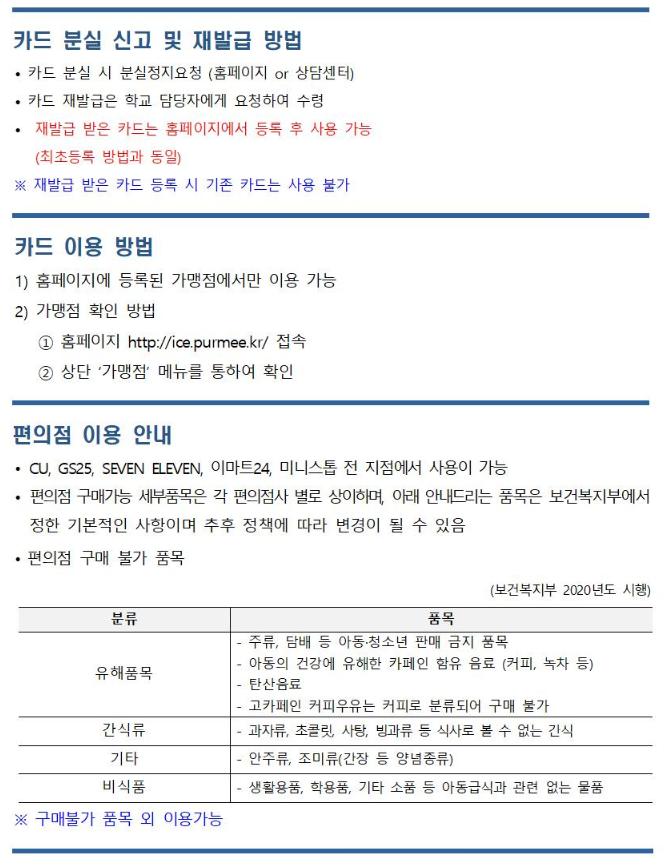 카드 분실 신고 및 재발급 방법
• 카드 분실 시 분실정지요청 (홈페이지 or 상담센터)
• 카드 재발급은 학교 담당자에게 요청하여 수령
• 재발급 받은 카드는 홈페이지에서 등록 후 사용 가능
(최초등록 방법과 동일)
※ 재발급 받은 카드 등록 시 기존 카드는 사용 불가
카드 이용 방법
1) 홈페이지에 등록된 가맹점에서만 이용 가능
2) 가맹점 확인 방법
① 홈페이지 http://ice.purmee.kr/ 접속
② 상단 '가맹점' 메뉴를 통하여 확인
편의점 이용 안내
• CU, GS25, SEVEN ELEVEN, 이마트24, 미니스톱 전 지점에서 사용이 가능
• 편의점 구매가능 세부품목은 각 편의점사 별로 상이하며, 아래 안내드리는 품목은 보건복지부에서
정한 기본적인 사항이며 추후 정책에 따라 변경이 될 수 있음
• 편의점 구매 불가 품목
(보건복지부 2020년도 시행)
분류 품목
유해품목
- 주류, 담배 등 아동·청소년 판매 금지 품목
- 아동의 건강에 유해한 카페인 함유 음료 (커피, 녹차 등)
- 탄산음료
- 고카페인 커피우유는 커피로 분류되어 구매 불가
간식류 - 과자류, 초콜릿, 사탕, 빙과류 등 식사로 볼 수 없는 간식
기타 - 안주류, 조미류(간장 등 양념종류)
비식품 - 생활용품, 학용품, 기타 소품 등 아동급식과 관련 없는 물품
※ 구매불가 품목 외 이용가능